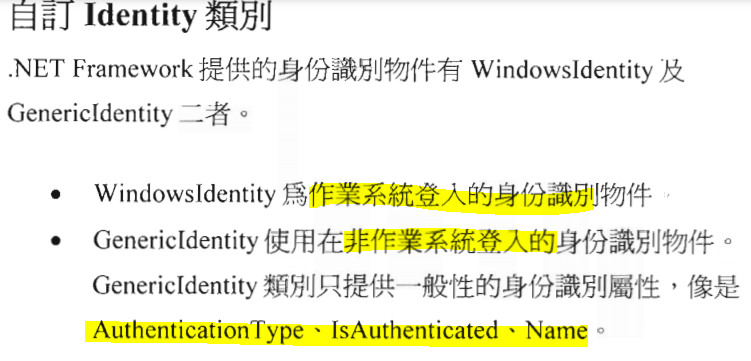 自訂 Identity 類別
.NET Framework 提供的身份識別物件有 WindowsIdentity 及
GenericIdentity 二者。
• WindowsIdentity 為作業系統登入的身份識別物件
• GenericIdentity 使用在非作業系統登入的身份識別物件。
GenericIdentity 類別只提供一般性的身份識別屬性，像是
AuthenticationType、IsAuthenticated、Name。